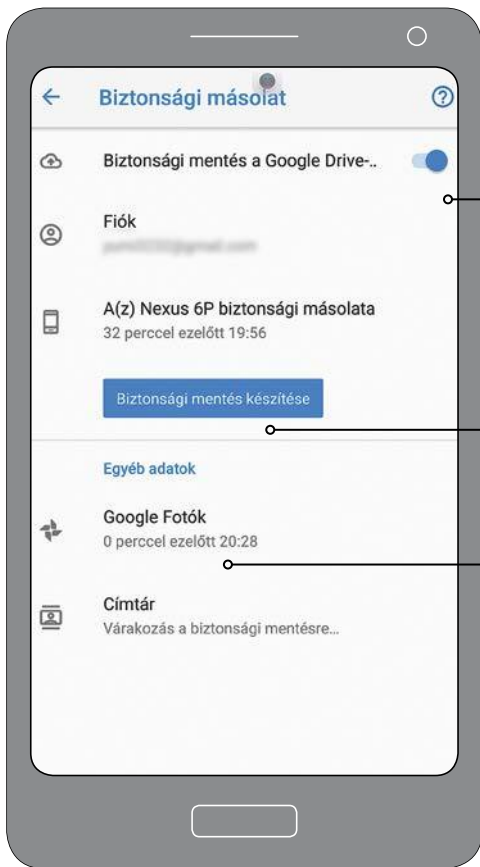 Biztonsági másolat
Biztonsági mentés a Google Drive-..
Fiók
A(z) Nexus 6P biztonsági másolata
32 perccel ezelőtt 19:56
Biztonsági mentés készítése
Egyéb adatok
Google Fotók
0 perccel ezelőtt 20:28
Címtár
Várakozás a biztonsági mentésre...